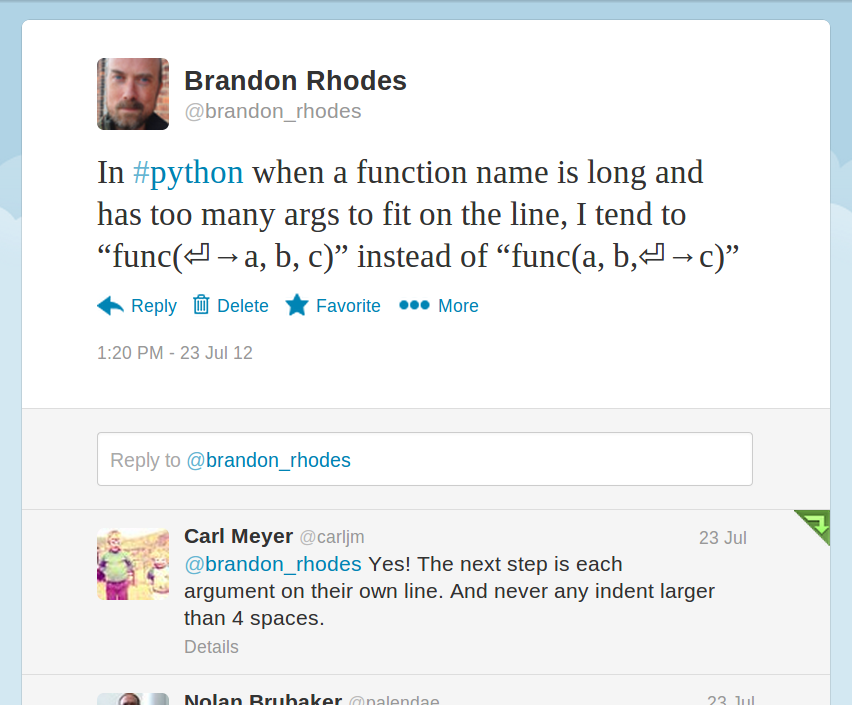 Brandon Rhodes
@brandon_rhodes
In #python when a function name is long and
has too many args to fit on the line, I tend to
“func(⏎→a, b, c)” instead of “func(a, b,⏎→c)”
Reply Delete Favorite More
1:20 PM - 23 Jul 12
Reply to @brandon_rhodes
Carl Meyer @carljm 23 Jul
@brandon_rhodes Yes! The next step is each
argument on their own line. And never any indent larger
than 4 spaces.
Details
Nolan Brubaker @palendae 23 Jul